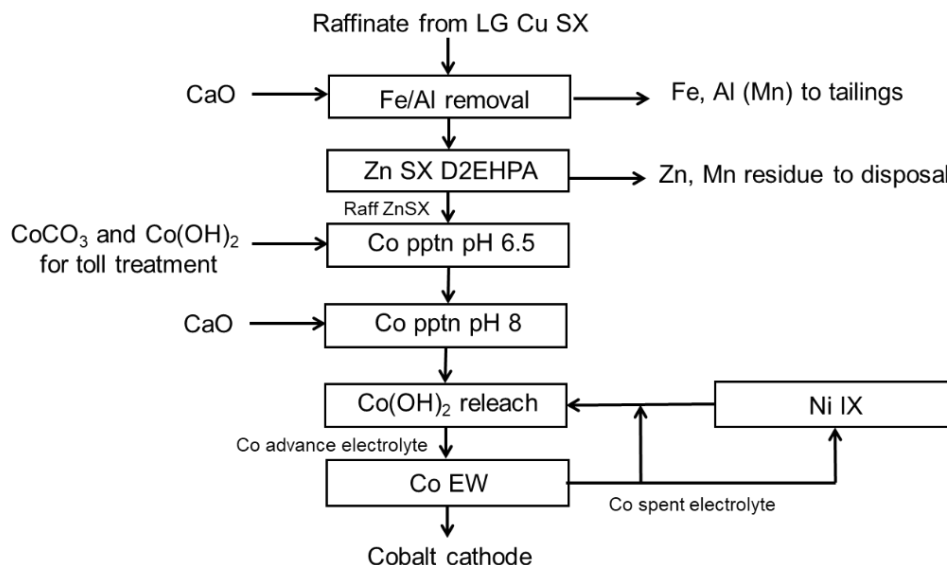 Raffinate from LG Cu SX
CaO
Fe/Al removal
Fe, Al (Mn) to tailings
Zn SX D2EHPA
Zn, Mn residue to disposal
Raff ZnSX
CoCO₃ and Co(OH)₂
for toll treatment
Co pptn pH 6.5
CaO
Co pptn pH 8
Co(OH)₂ releach
Ni IX
Co advance electrolyte
Co EW
Co spent electrolyte
Cobalt cathode